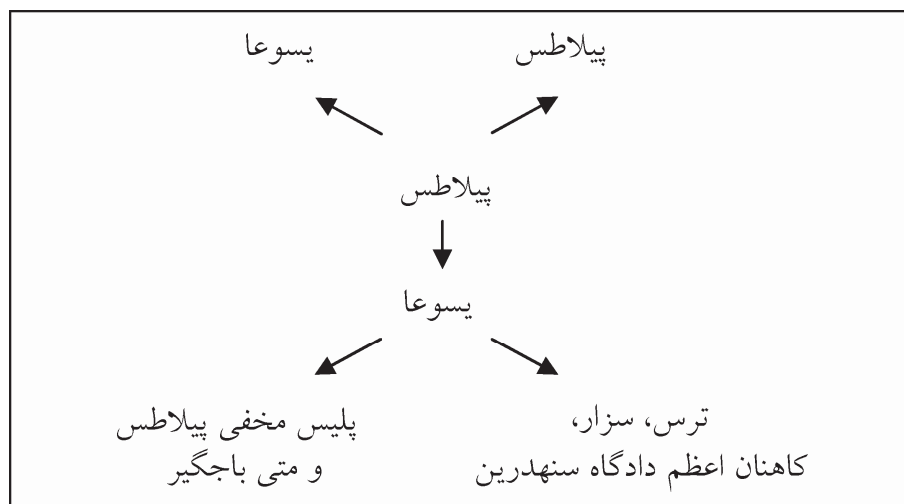 پیلاطس
یسوعا
پیلاطس
یسوعا
ترس، سزار،
کاهنان اعظم دادگاه سنهدرین
پلیس مخفی پیلاطس
و متی باجگیر